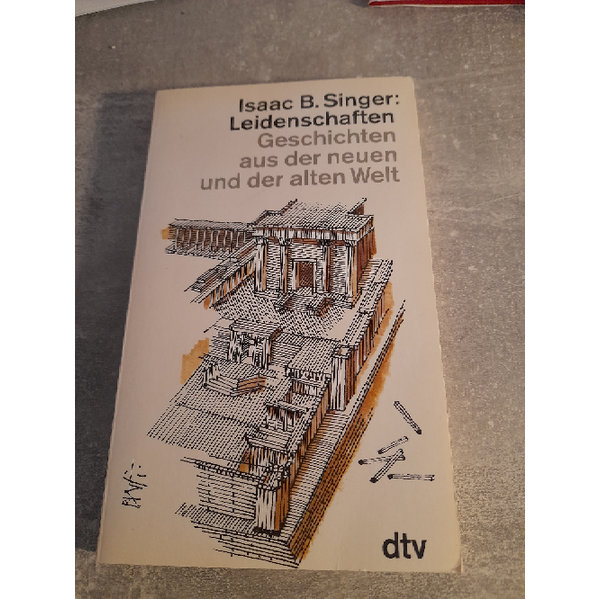 Isaac B. Singer:
Leidenschaften
Geschichten
aus der neuen
und der alten Welt
dtv